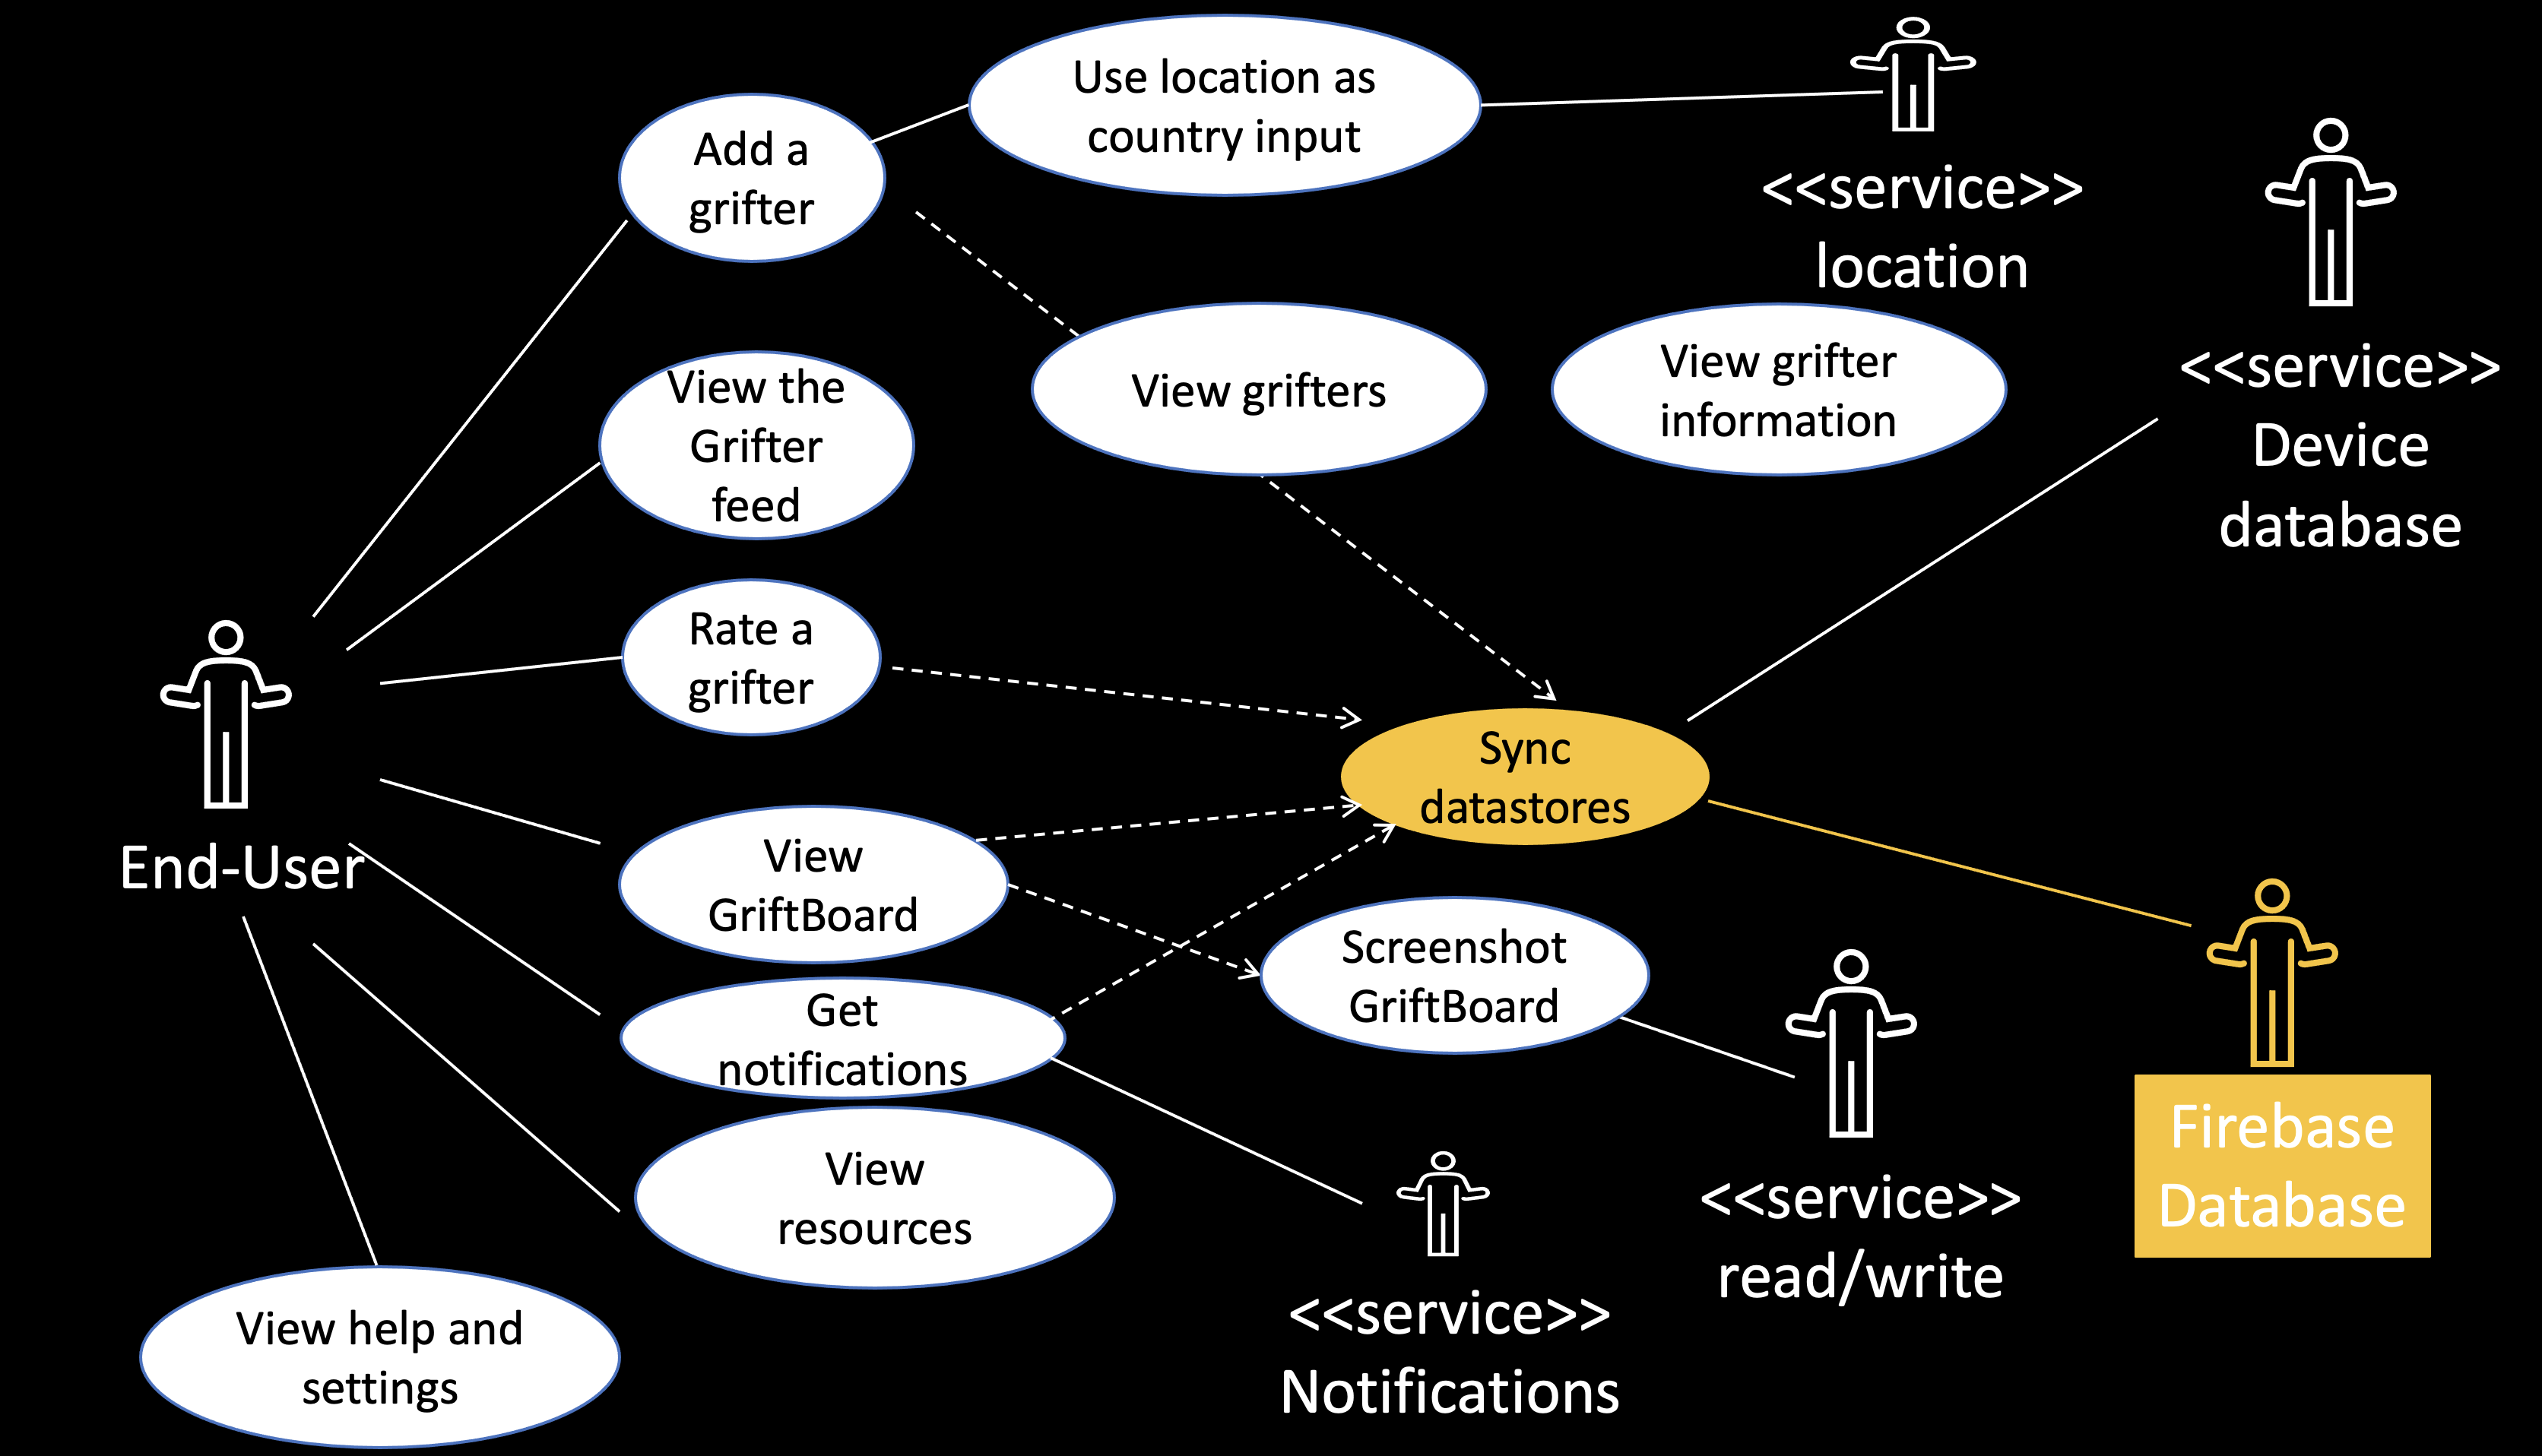 Use location as
country input
Add a
grifter
<<service>>
location
<<service>>
Device
database
View the
Grifter
feed
View grifters
View grifter
information
Rate a
grifter
Sync
datastores
End-User
View
GriftBoard
Screenshot
GriftBoard
Get
notifications
Firebase
Database
View
resources
<<service>>
read/write
<<service>>
Notifications
View help and
settings